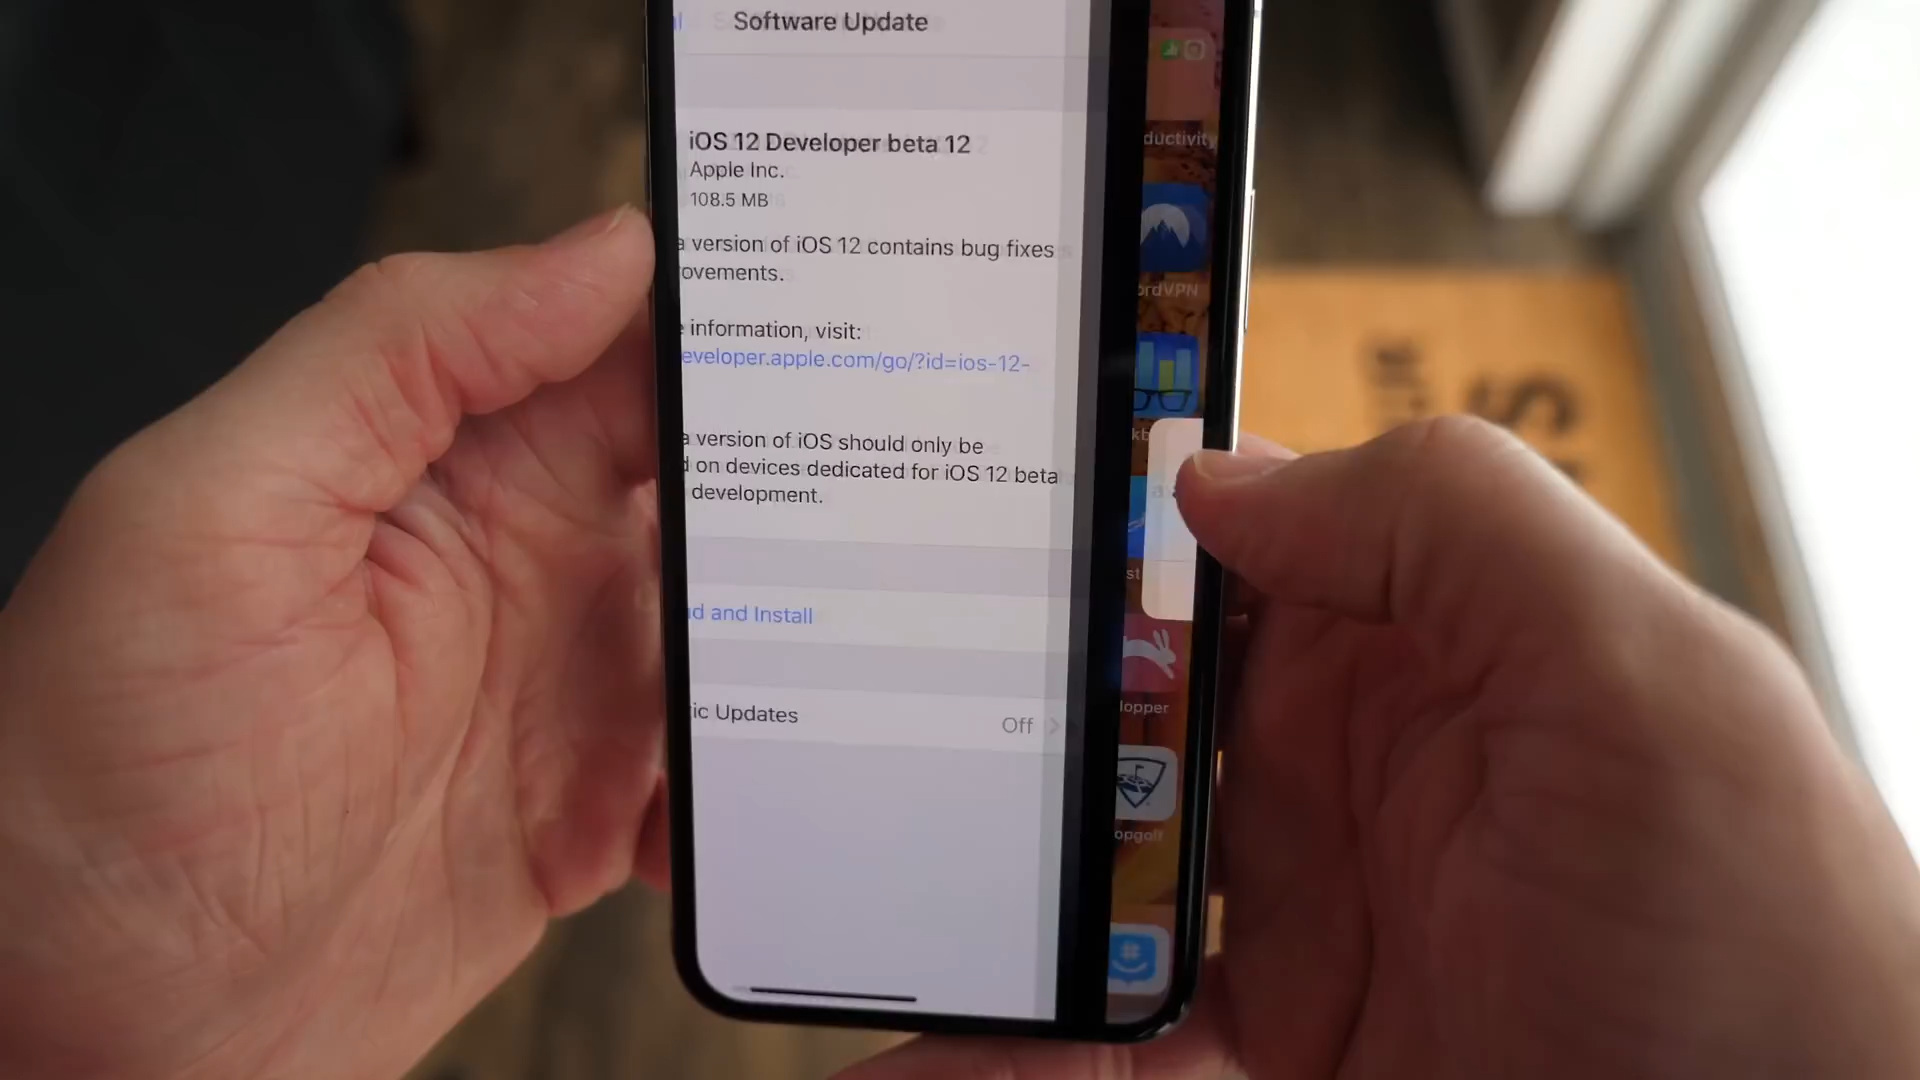 Software Update
iOS 12 Developer beta 12
Apple Inc.
108.5 MB
a version of iOS 12 contains bug fixes
ovements.
information, visit:
eveloper.apple.com/go/?id=ios-12-
a version of iOS should only be
d on devices dedicated for iOS 12 beta
development.
d and Install
ic Updates
Off
ductivity
ordVPN
kb
st
lopper
opgolf